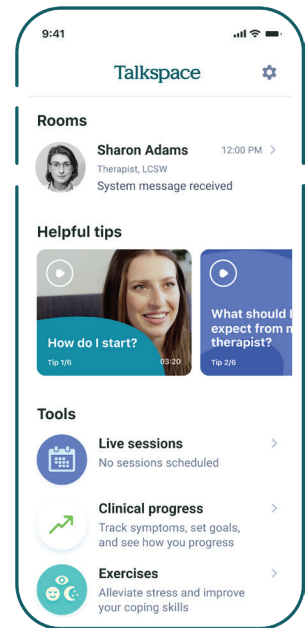 9:41
Talkspace
Rooms
Sharon Adams
12:00 PM
Therapist, LCSW
System message received
Helpful tips
How do I start?
Tip 1/6
03:20
What should I
expect from
therapist?
Tip 2/6
Tools
Live sessions
No sessions scheduled
Clinical progress
Track symptoms, set goals,
and see how you progress
Exercises
Alleviate stress and improve
your coping skills